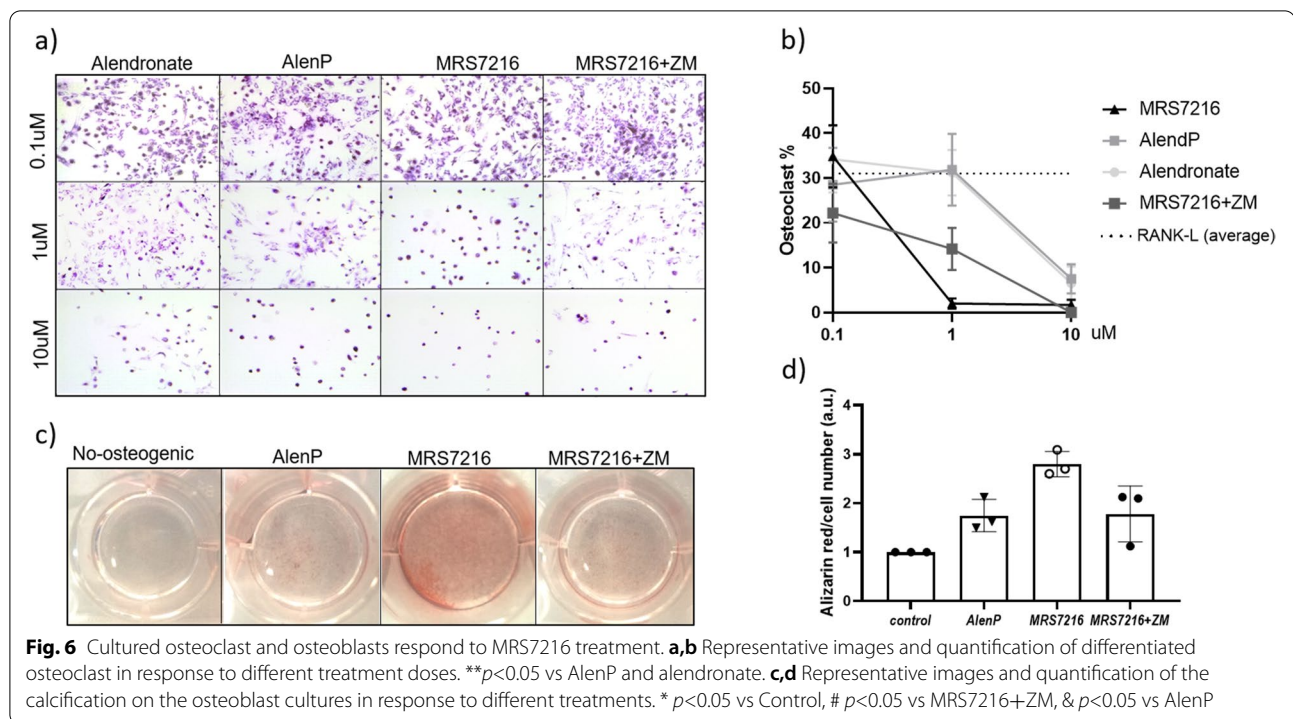 a)
Alendronate AlenP MRS7216 MRS7216+ZM
0.1uM
1uM
10uM
b)
Osteoclast %
50
40
30
20
10
0
0.1 1 10 uM
MRS7216
AlendP
Alendronate
MRS7216+ZM
RANK-L (average)
c)
No-osteogenic AlenP MRS7216 MRS7216+ZM
d)
Alizarin red/cell number (a.u.)
4
3
2
1
0
control AlenP MRS7216 MRS7216+ZM
Fig. 6 Cultured osteoclast and osteoblasts respond to MRS7216 treatment. a,b Representative images and quantification of differentiated
osteoclast in response to different treatment doses. **p<0.05 vs AlenP and alendronate. c,d Representative images and quantification of the
calcification on the osteoblast cultures in response to different treatments. * p<0.05 vs Control, # p<0.05 vs MRS7216+ZM, & p<0.05 vs AlenP